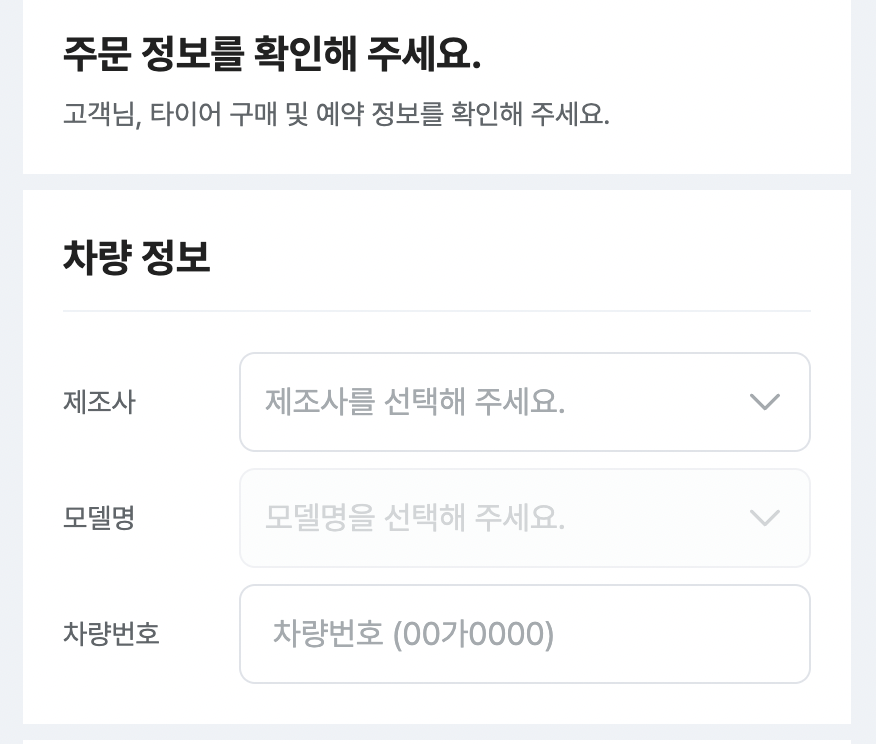 주문 정보를 확인해 주세요.
고객님, 타이어 구매 및 예약 정보를 확인해 주세요.
차량 정보
제조사 제조사를 선택해 주세요.
모델명 모델명을 선택해 주세요.
차량번호 차량번호 (00가0000)